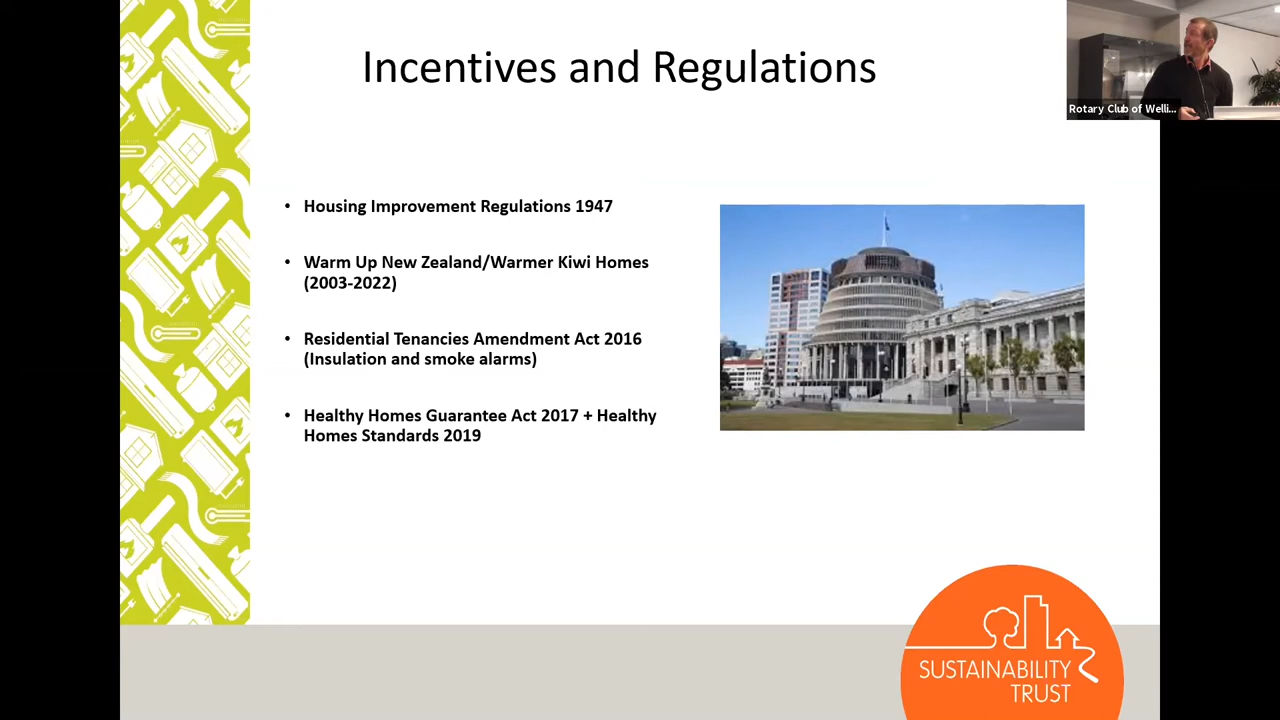 Incentives and Regulations
Rotary Club of Welli...
• Housing Improvement Regulations 1947
• Warm Up New Zealand/Warmer Kiwi Homes
(2003-2022)
• Residential Tenancies Amendment Act 2016
(Insulation and smoke alarms)
• Healthy Homes Guarantee Act 2017 + Healthy
Homes Standards 2019
SUSTAINABILITY
TRUST